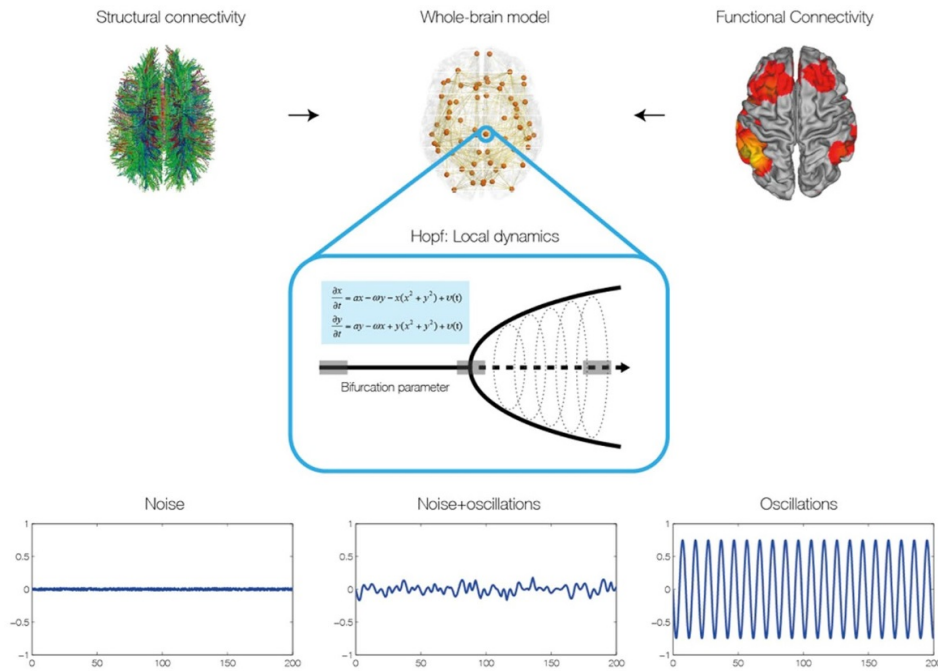 Structural connectivity
Whole-brain model
Functional Connectivity
Hopf: Local dynamics
∂x/∂t = ax – ωy – x(x² + y²) + υ(t)
∂y/∂t = ay – ωx + y(x² + y²) + υ(t)
Bifurcation parameter
Noise
Noise+oscillations
Oscillations
1
0.5
0
−0.5
−1
0 50 100 150 200
1
0.5
0
−0.5
−1
0 50 100 150 200
1
0.5
0
−0.5
−1
0 50 100 150